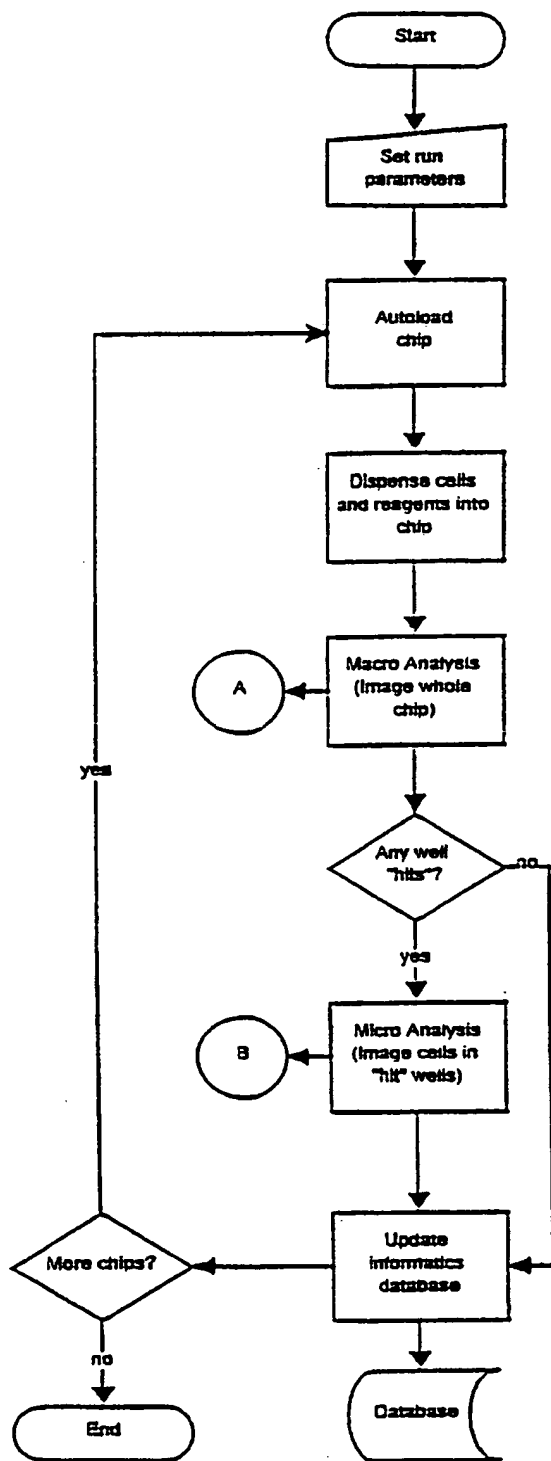 Start
Set run
parameters
Autoload
chip
Dispense cells
and reagents into
chip
A
Macro Analysis
(Image whole
chip)
yes
Any well
"hits"?
no
yes
B
Micro Analysis
(Image cells in
"hit" wells)
More chips?
Update
informatics
database
no
End
Database